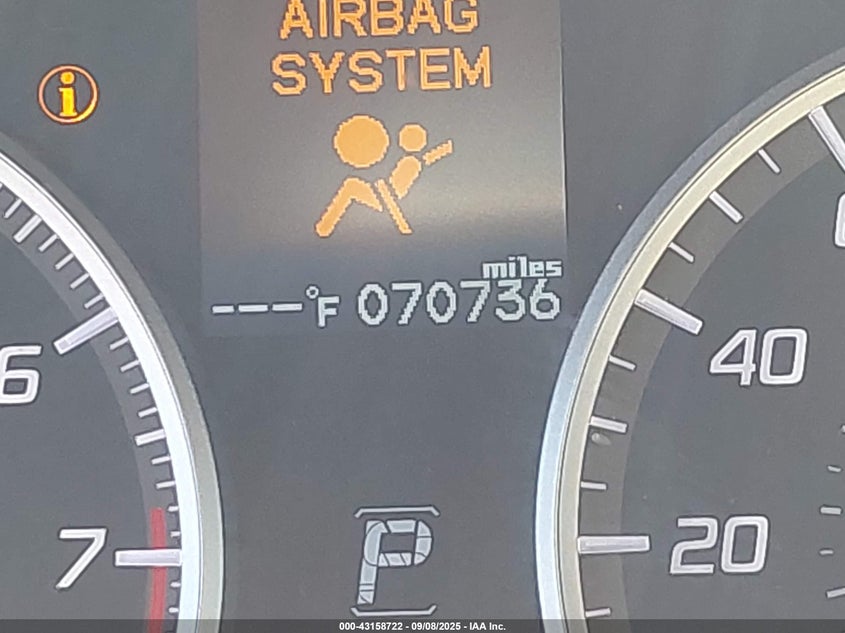 AIRBAG
SYSTEM
i
miles
---°F 070736
6
40
7
20
P
000-43158722 - 09/08/2025 - IAA Inc.